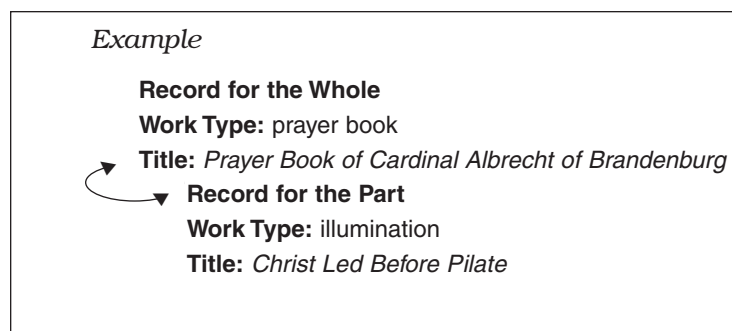 Example
Record for the Whole
Work Type: prayer book
Title: Prayer Book of Cardinal Albrecht of Brandenburg
Record for the Part
Work Type: illumination
Title: Christ Led Before Pilate